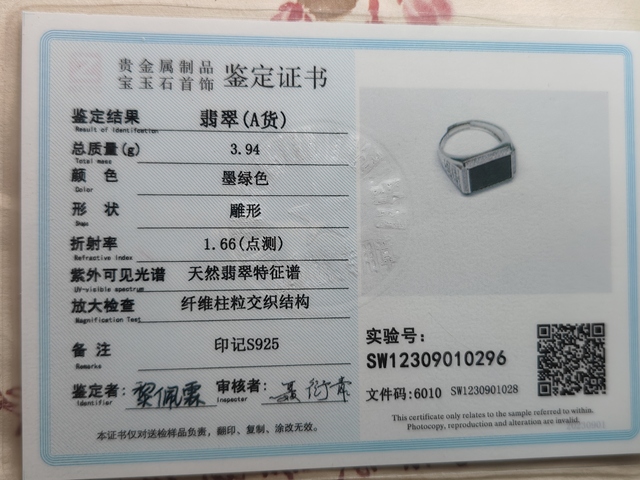 贵金属制品
宝玉石首饰 鉴定证书
鉴定结果 翡翠(A货)
Result of identification
总质量(g) 3.94
Total mass
颜 色 墨绿色
Color
形 状 雕形
Shape
折射率 1.66(点测)
Refractive index
紫外可见光谱 天然翡翠特征谱
UV-visible spectrum
放大检查 纤维柱粒交织结构
Magnification Test
备 注 印记S925
Remarks
鉴定者: 审核者:
Identifier Inspector
本证书仅对送检样品负责,翻印、复制、涂改无效。
实验号:
SW12309010296
文件码:6010 SW1230901028
This certificate only relates to the sample referred to within.
Photocopy, reproduction and alteration are invalid.